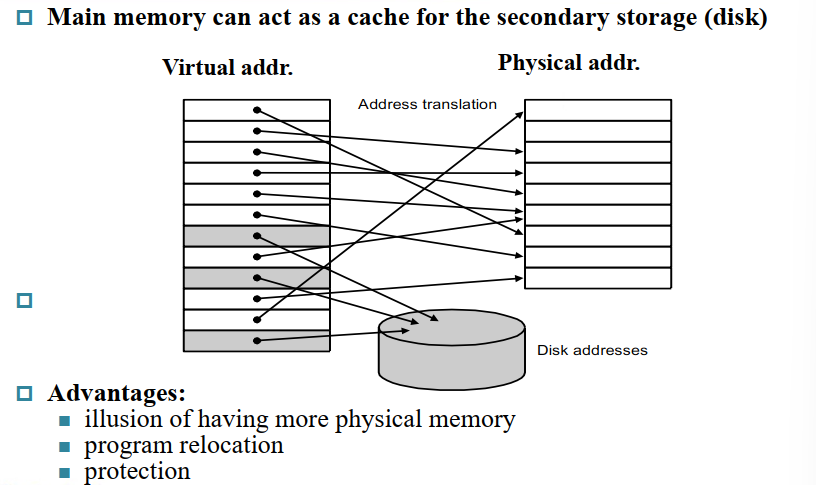 Main memory can act as a cache for the secondary storage (disk)
Virtual addr.
Physical addr.
Address translation
Disk addresses
Advantages:
illusion of having more physical memory
program relocation
protection